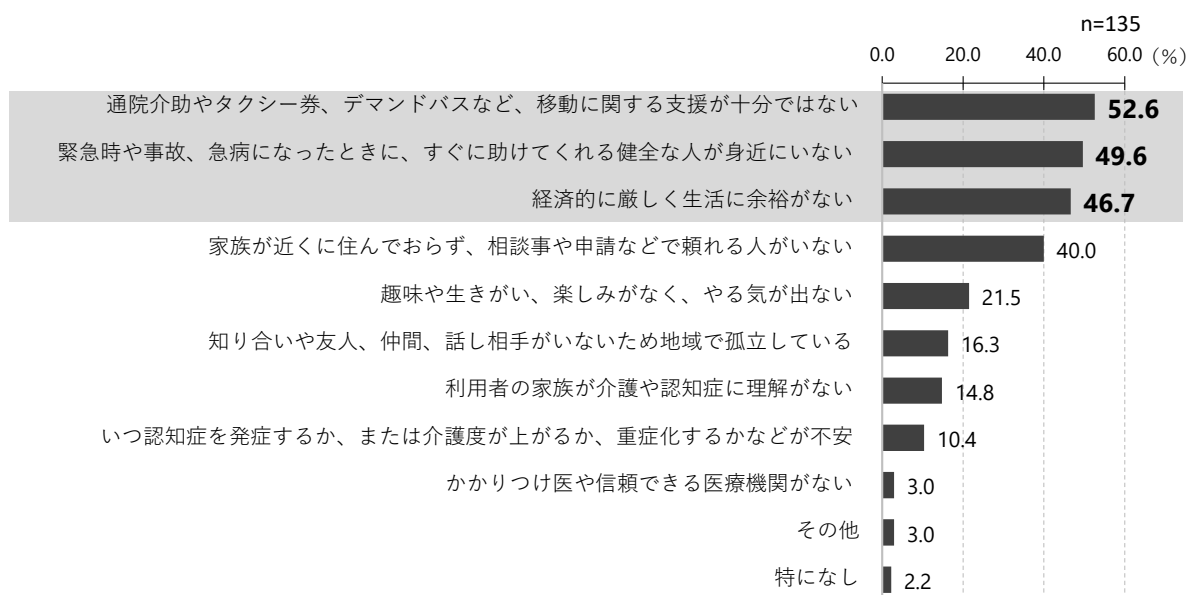 n=135
0.0 20.0 40.0 60.0 (%)
通院介助やタクシー券、デマンドバスなど、移動に関する支援が十分ではない 52.6
緊急時や事故、急病になったときに、すぐに助けてくれる健全な人が身近にいない 49.6
経済的に厳しく生活に余裕がない 46.7
家族が近くに住んでおらず、相談事や申請などで頼れる人がいない 40.0
趣味や生きがい、楽しみがなく、やる気が出ない 21.5
知り合いや友人、仲間、話し相手がいないため地域で孤立している 16.3
利用者の家族が介護や認知症に理解がない 14.8
いつ認知症を発症するか、または介護度が上がるか、重症化するかなどが不安 10.4
かかりつけ医や信頼できる医療機関がない 3.0
その他 3.0
特になし 2.2